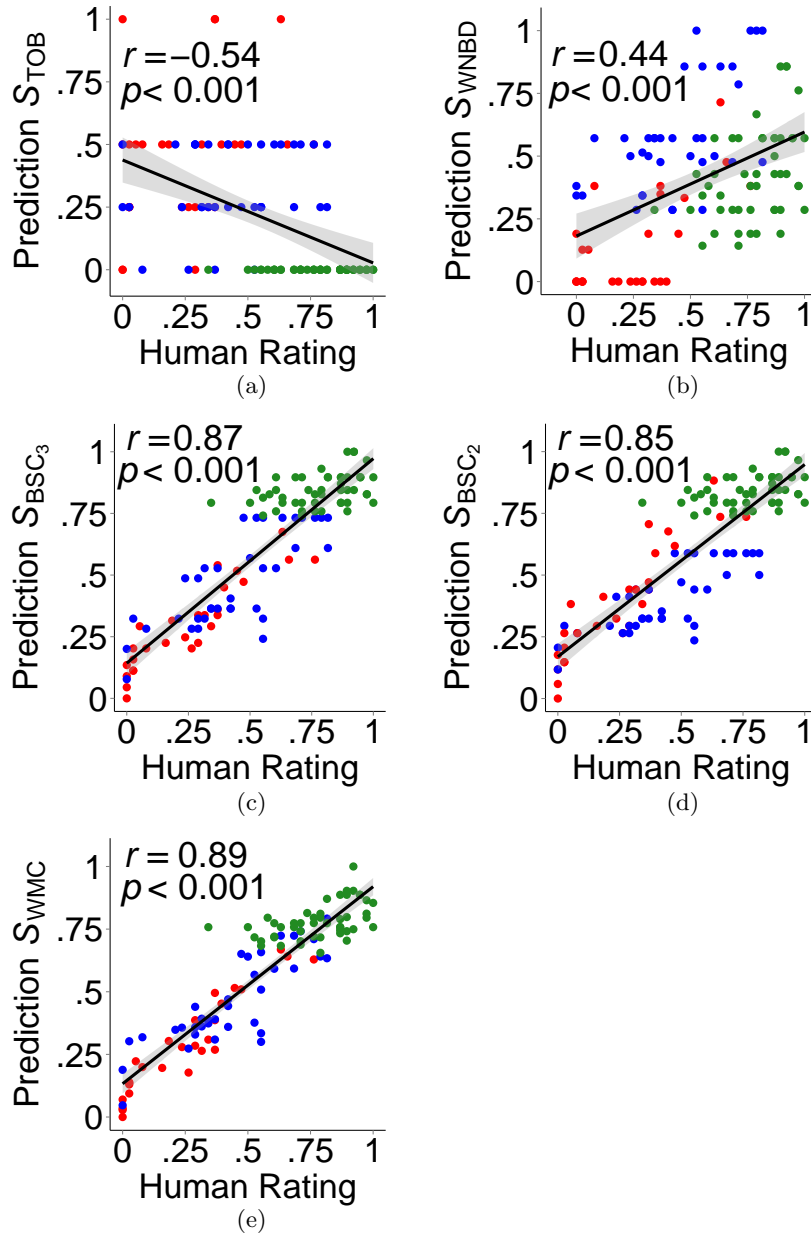 r = −0.54
p < 0.001
1
.75
.5
.25
0
Prediction S_TOB
0 .25 .5 .75 1
Human Rating
(a)
r = 0.44
p < 0.001
1
.75
.5
.25
0
Prediction S_WNBD
0 .25 .5 .75 1
Human Rating
(b)
r = 0.87
p < 0.001
1
.75
.5
.25
0
Prediction S_BSC₃
0 .25 .5 .75 1
Human Rating
(c)
r = 0.85
p < 0.001
1
.75
.5
.25
0
Prediction S_BSC₂
0 .25 .5 .75 1
Human Rating
(d)
r = 0.89
p < 0.001
1
.75
.5
.25
0
Prediction S_WMC
0 .25 .5 .75 1
Human Rating
(e)